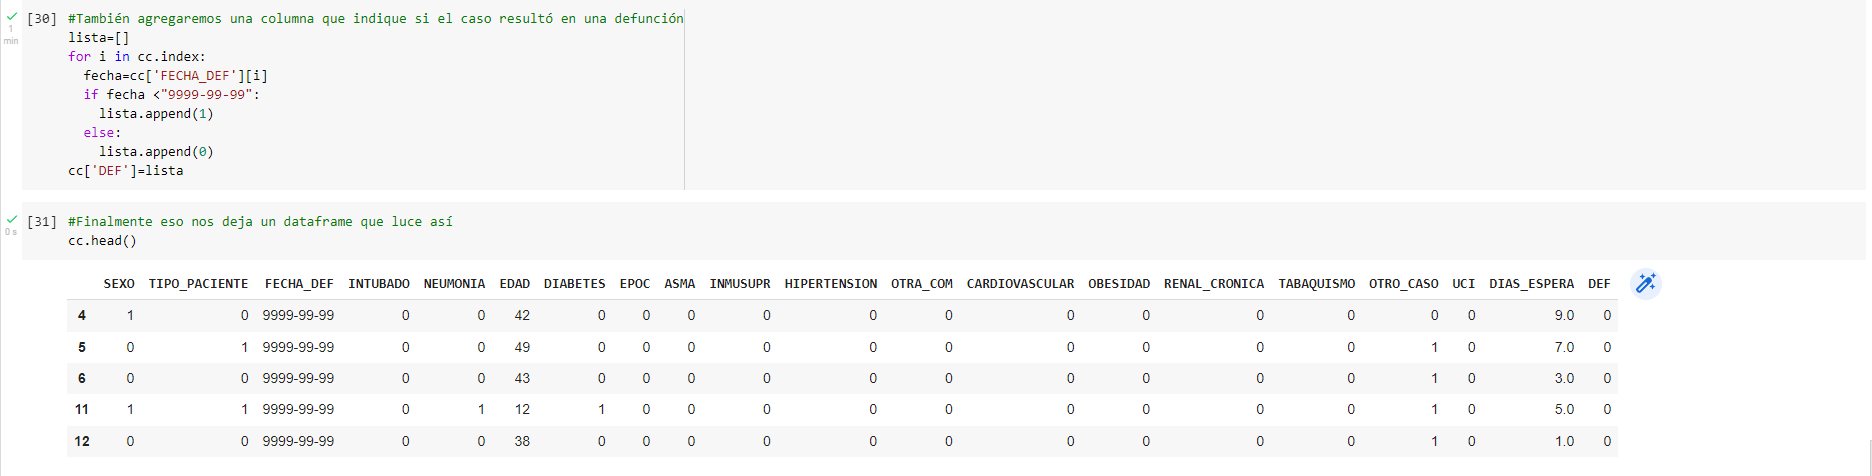 [30] #También agregaremos una columna que indique si el caso resultó en una defunción
1 min
lista=[]
for i in cc.index:
  fecha=cc['FECHA_DEF'][i]
  if fecha <"9999-99-99":
    lista.append(1)
  else:
    lista.append(0)
cc['DEF']=lista
[31] #Finalmente eso nos deja un dataframe que luce así
0 s
cc.head()
SEXO TIPO_PACIENTE FECHA_DEF INTUBADO NEUMONIA EDAD DIABETES EPOC ASMA INMUSUPR HIPERTENSION OTRA_COM CARDIOVASCULAR OBESIDAD RENAL_CRONICA TABAQUISMO OTRO_CASO UCI DIAS_ESPERA DEF
4 1 0 9999-99-99 0 0 42 0 0 0 0 0 0 0 0 0 0 0 0 9.0 0
5 0 1 9999-99-99 0 0 49 0 0 0 0 0 0 0 0 0 0 1 0 7.0 0
6 0 0 9999-99-99 0 0 43 0 0 0 0 0 0 0 0 0 0 1 0 3.0 0
11 1 1 9999-99-99 0 1 12 1 0 0 0 0 0 0 0 0 0 1 0 5.0 0
12 0 0 9999-99-99 0 0 38 0 0 0 0 0 0 0 0 0 0 1 0 1.0 0